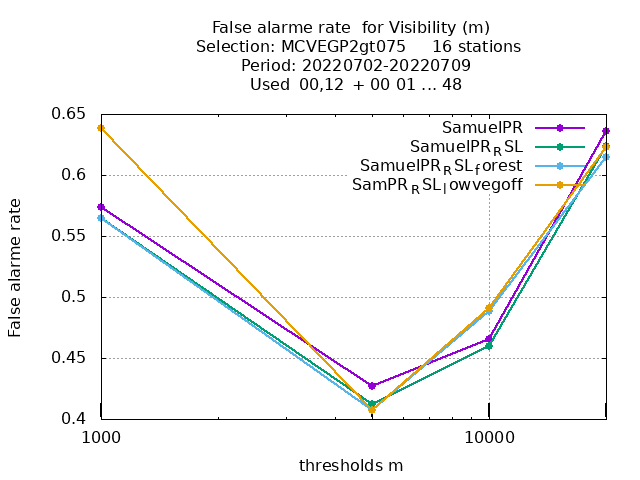 False alarme rate  for Visibility (m)
Selection: MCVEGP2gt075     16 stations
Period: 20220702-20220709
Used  00,12  + 00 01 ... 48
SamuelPR
SamuelPR_RSL
SamuelPR_RSL_forest
SamPR_RSL_lowvegoff
0.65
0.6
0.55
0.5
0.45
0.4
False alarme rate
1000
10000
thresholds m